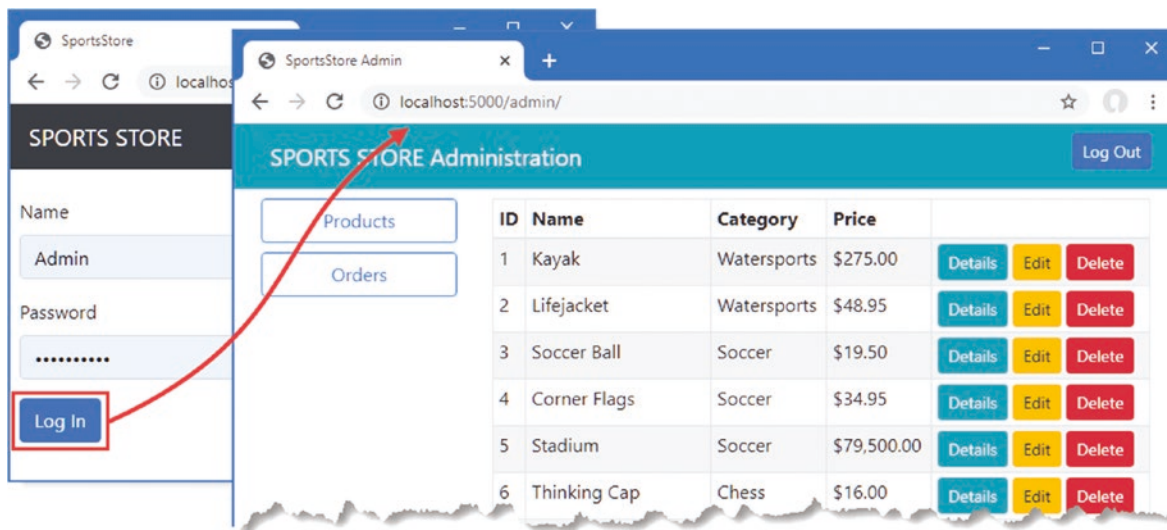 SportsStore
localhos
SPORTS STORE
Name
Admin
Password
••••••••••
Log In
SportsStore Admin
localhost:5000/admin/
SPORTS STORE Administration
Log Out
Products
Orders
ID Name Category Price
1 Kayak Watersports $275.00 Details Edit Delete
2 Lifejacket Watersports $48.95 Details Edit Delete
3 Soccer Ball Soccer $19.50 Details Edit Delete
4 Corner Flags Soccer $34.95 Details Edit Delete
5 Stadium Soccer $79,500.00 Details Edit Delete
6 Thinking Cap Chess $16.00 Details Edit Delete